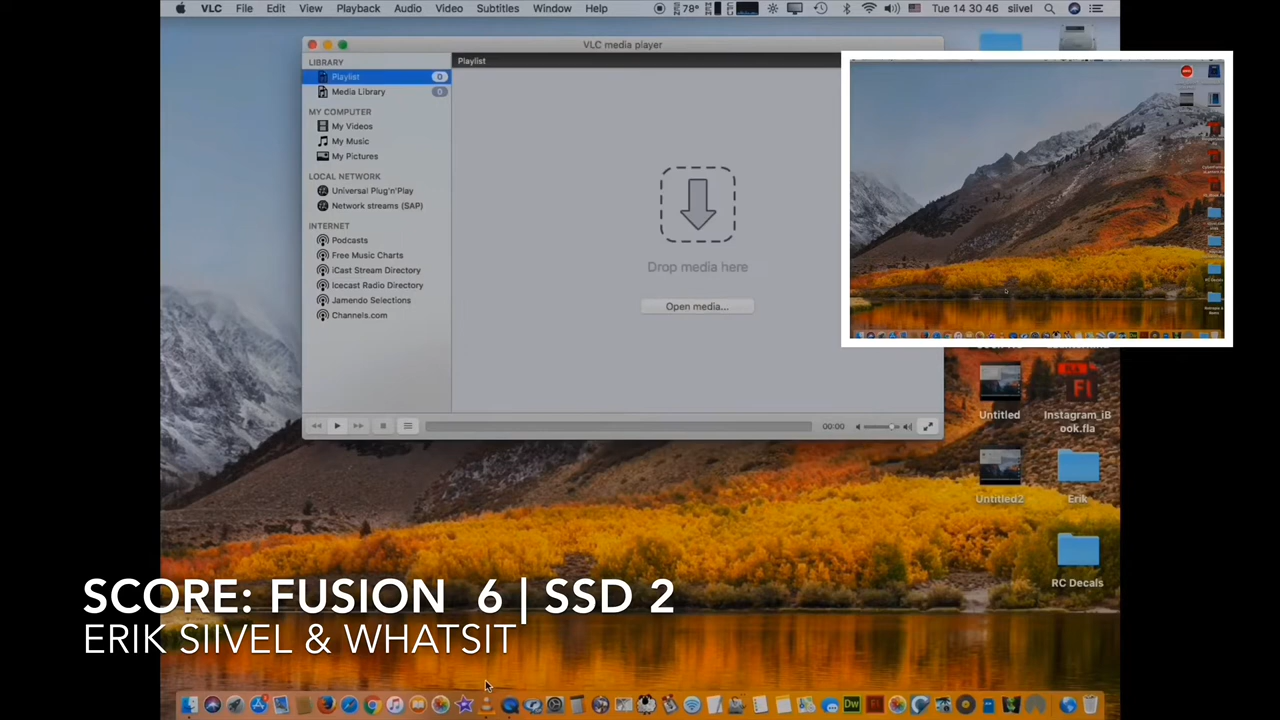 VLC File Edit View Playback Audio Video Subtitles Window Help 78° Tue 14 30 46 silvel
VLC media player
LIBRARY
Playlist 0
Media Library 0
MY COMPUTER
My Videos
My Music
My Pictures
LOCAL NETWORK
Universal Plug'n'Play
Network streams (SAP)
INTERNET
Podcasts
Free Music Charts
iCast Stream Directory
Icecast Radio Directory
Jamendo Selections
Channels.com
Playlist
Drop media here
Open media...
00:00
Untitled
Fl
Instagram_iB
ook.fla
Untitled2
Erik
RC Decals
SCORE: FUSION 6 | SSD 2
ERIK SIIVEL & WHATSIT
Dw
Fl